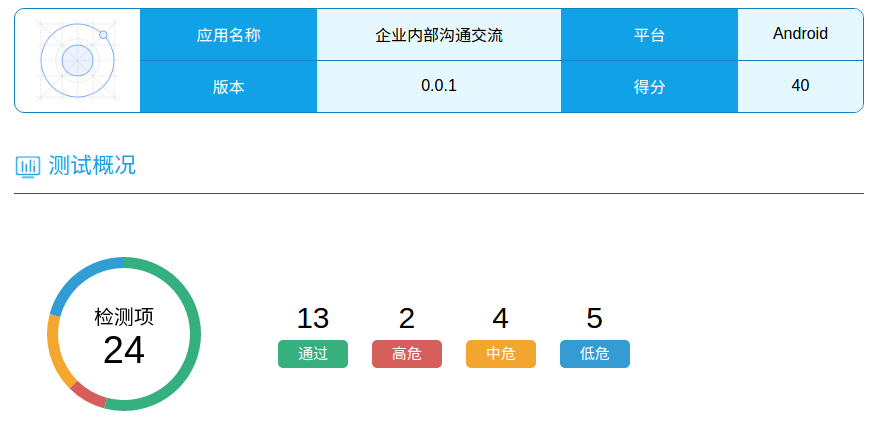 应用名称 企业内部沟通交流 平台 Android
版本 0.0.1 得分 40
测试概况
检测项
24
13 2 4 5
通过 高危 中危 低危